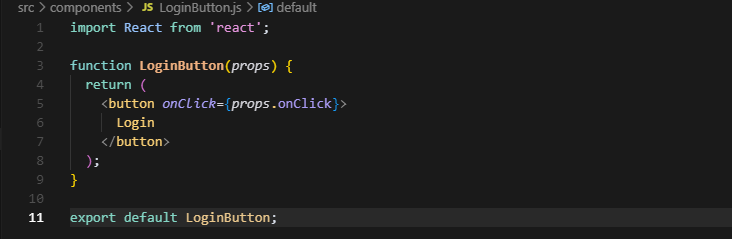 src > components > JS LoginButton.js > default
1 import React from 'react';
2
3 function LoginButton(props) {
4   return (
5     <button onClick={props.onClick}>
6       Login
7     </button>
8   );
9 }
10
11 export default LoginButton;